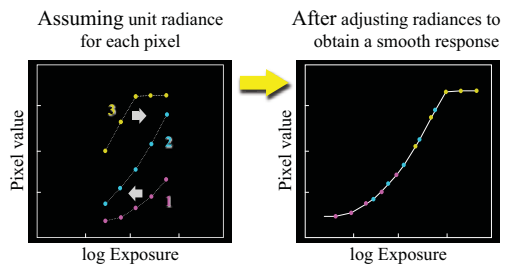 Assuming unit radiance
for each pixel
After adjusting radiances to
obtain a smooth response
Pixel value
3
2
1
log Exposure
Pixel value
log Exposure